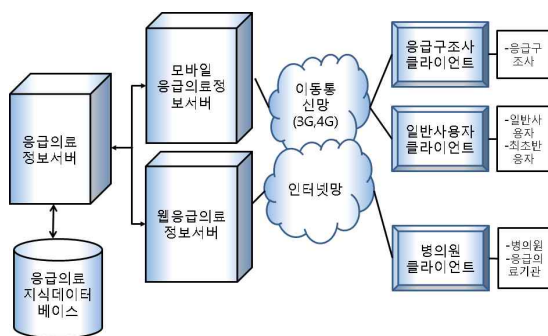 응급의료
정보서버
응급의료
지식데이터
베이스
모바일
응급의료정
보서버
웹응급의료
정보서버
이동통
신망
(3G,4G)
인터넷망
응급구조사
클라이언트
-응급구
조사
일반사용자
클라이언트
-일반사
용자
-최초반
응자
병의원
클라이언트
-병의원
-응급의
료기관